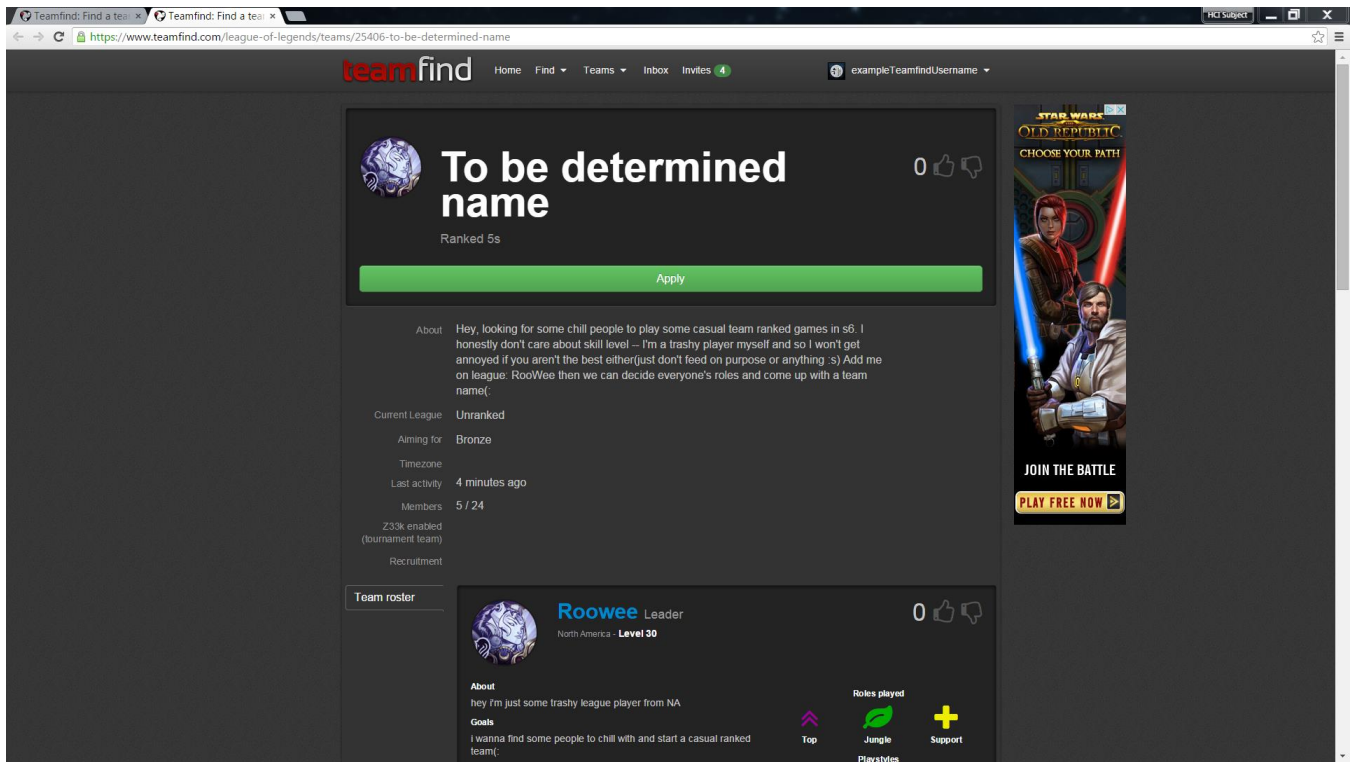 Teamfind: Find a tea
Teamfind: Find a tea
HCI Subject
https://www.teamfind.com/league-of-legends/teams/25406-to-be-determined-name
teamfind Home Find Teams Inbox Invites 4 exampleTeamfindUsername
To be determined
name
0
Ranked 5s
Apply
About Hey, looking for some chill people to play some casual team ranked games in s6. I
honestly don't care about skill level -- I'm a trashy player myself and so I won't get
annoyed if you aren't the best either(just don't feed on purpose or anything :s) Add me
on league: RooWee then we can decide everyone's roles and come up with a team
name(:
Current League Unranked
Aiming for Bronze
Timezone
Last activity 4 minutes ago
Members 5 / 24
Z33k enabled
(tournament team)
Recruitment
Team roster
Roowee Leader
0
North America - Level 30
About
hey i'm just some trashy league player from NA
Goals
i wanna find some people to chill with and start a casual ranked
team(:
Roles played
Top Jungle Support
Playstyles
STAR WARS
THE
OLD REPUBLIC
CHOOSE YOUR PATH
JOIN THE BATTLE
PLAY FREE NOW